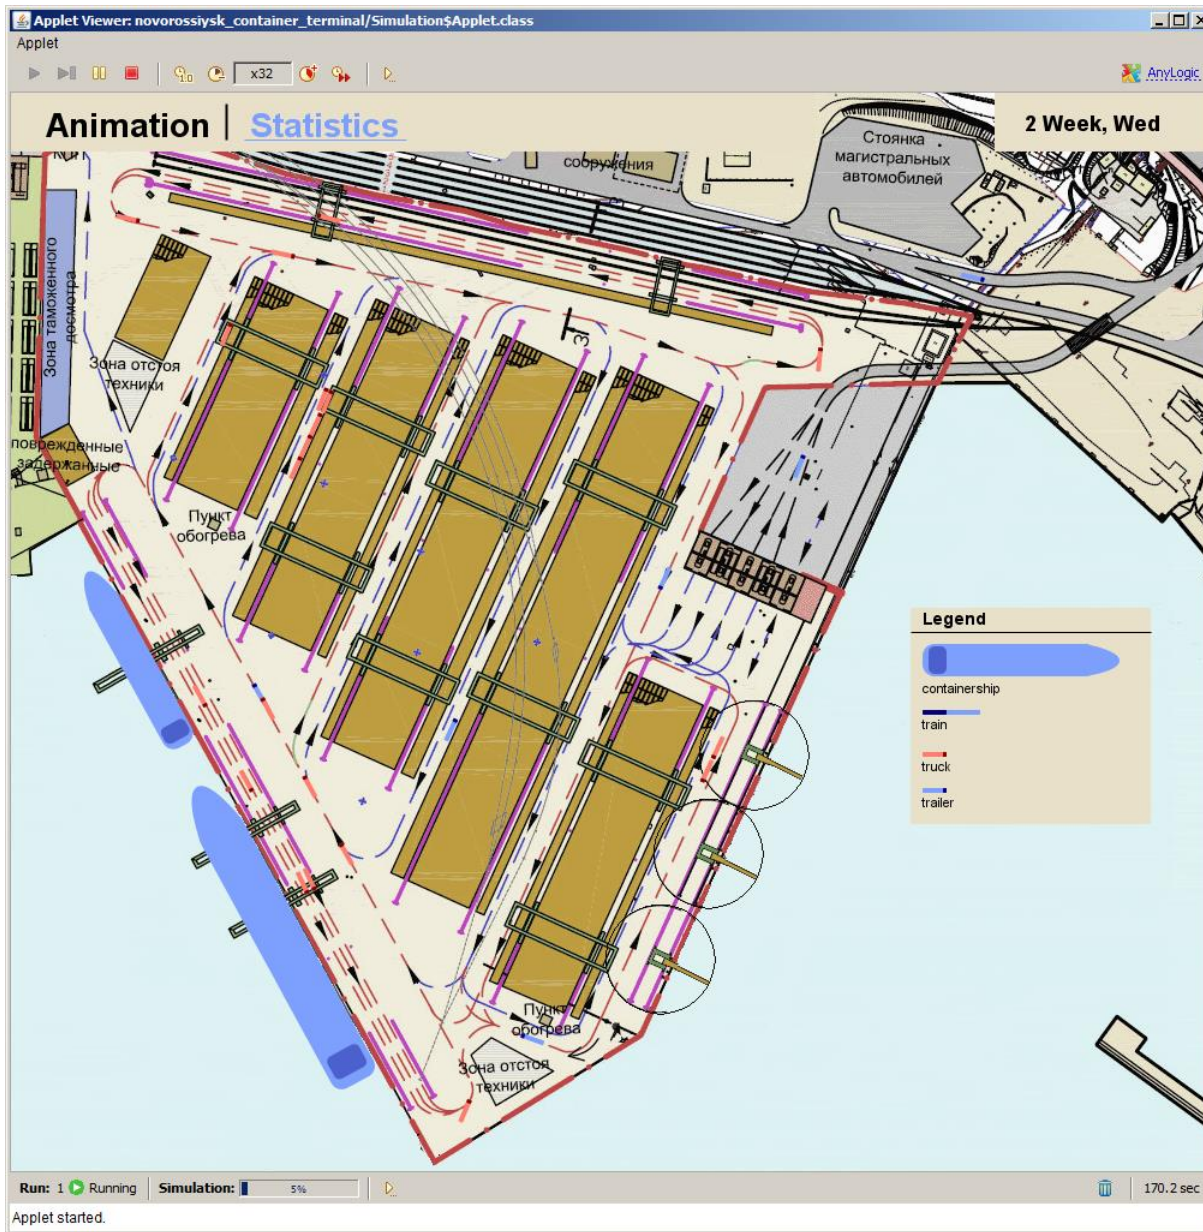 Applet Viewer: novorossiysk_container_terminal/Simulation$Applet.class
Applet
1.0
x32
AnyLogic
Animation | Statistics
2 Week, Wed
сооружения
Стоянка
магистральных
автомобилей
Зона таможенного
досмотра
Зона отстоя
техники
поврежденные
задержанные
Пункт
обогрева
Legend
containership
train
truck
trailer
Пункт
обогрева
Зона отстоя
техники
Run: 1 Running
Simulation: 5%
170.2 sec
Applet started.